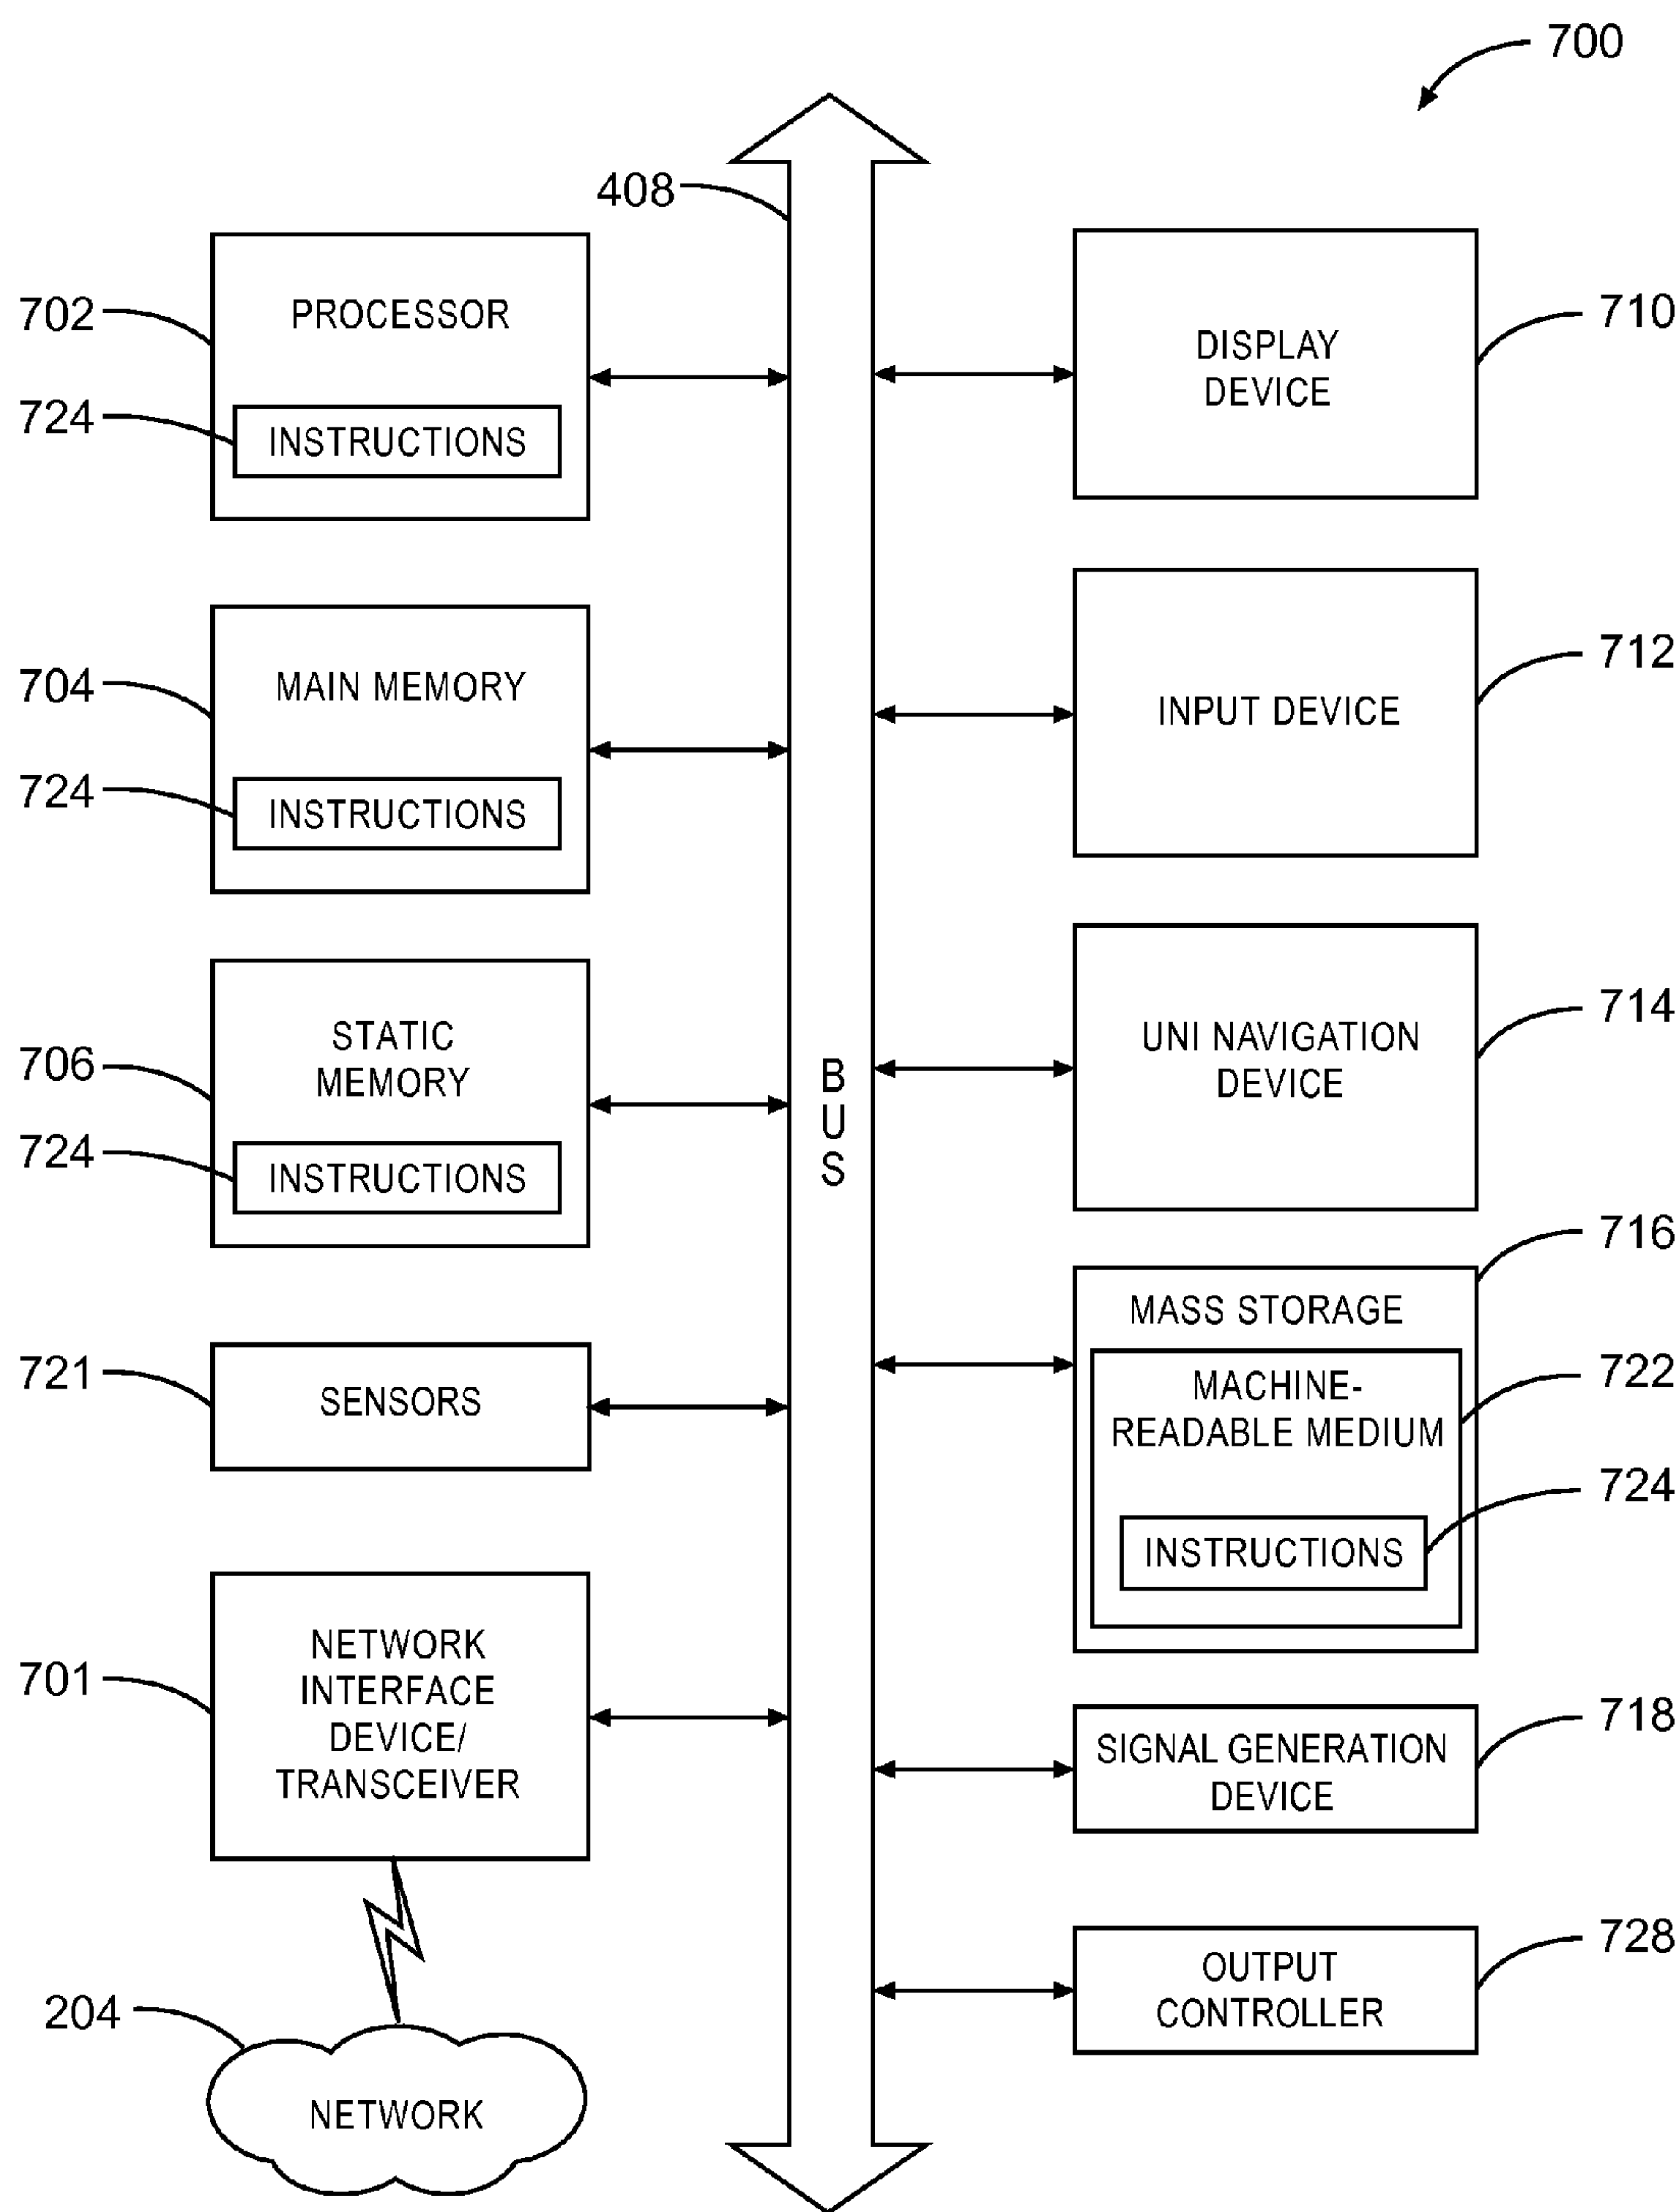 700
408
702
PROCESSOR
724
INSTRUCTIONS
704
MAIN MEMORY
724
INSTRUCTIONS
706
STATIC
MEMORY
724
INSTRUCTIONS
721
SENSORS
701
NETWORK
INTERFACE
DEVICE/
TRANSCEIVER
204
NETWORK
BUS
DISPLAY
DEVICE
710
INPUT DEVICE
712
UNI NAVIGATION
DEVICE
714
716
MASS STORAGE
MACHINE-
READABLE MEDIUM
722
724
INSTRUCTIONS
718
SIGNAL GENERATION
DEVICE
728
OUTPUT
CONTROLLER